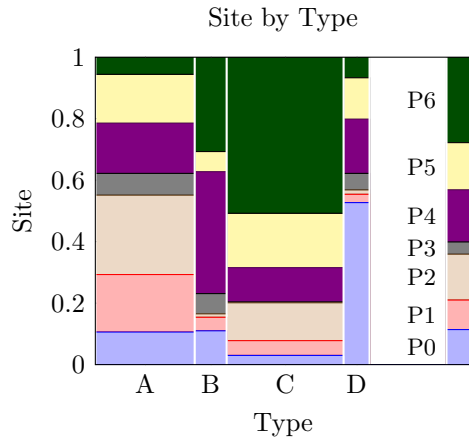 Site by Type
1
0.8
0.6
0.4
0.2
0
Site
P6
P5
P4
P3
P2
P1
P0
A B C D
Type